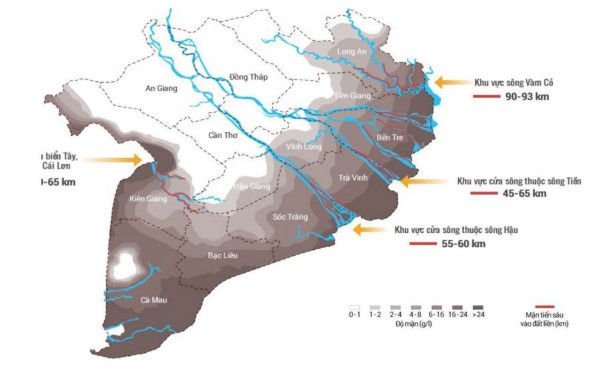 Long An
Đồng Tháp
An Giang
Tiền Giang
Khu vực sông Vàm Cỏ
90-93 km
Cần Thơ
Bến Tre
Vĩnh Long
biển Tây,
Cái Lớn
-65 km
Hậu Giang
Trà Vinh
Khu vực cửa sông thuộc sông Tiền
45-65 km
Kiên Giang
Sóc Trăng
Khu vực cửa sông thuộc sông Hậu
55-60 km
Bạc Liêu
Cà Mau
0-1 1-2 2-4 4-8 6-16 16-24 >24
Độ mặn (g/l)
Mặn tiến sâu
vào đất liền (km)